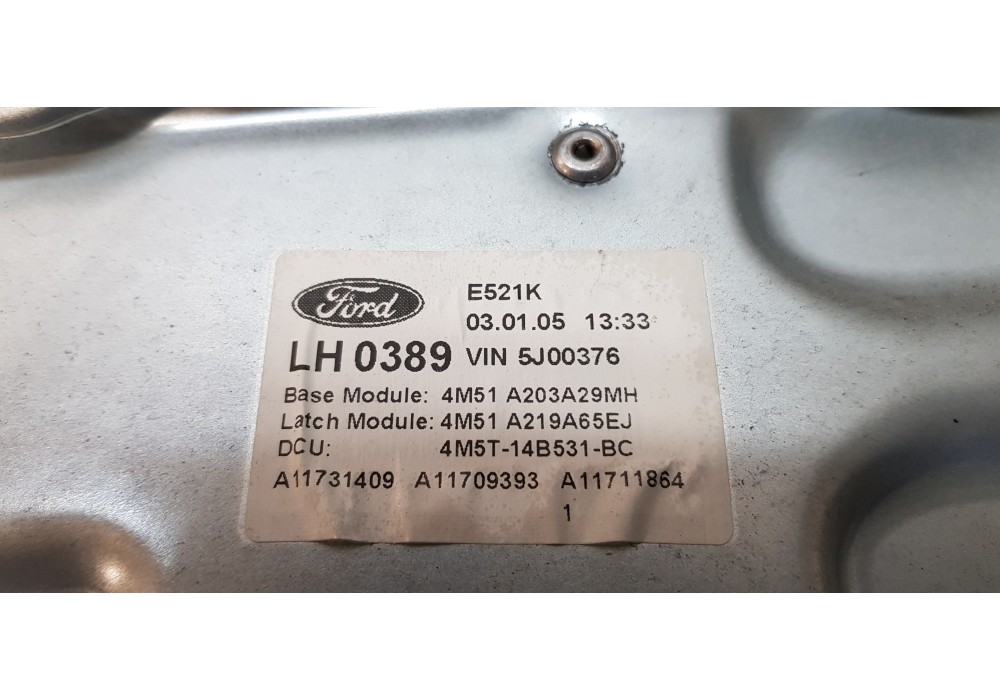 Ford
E521K
03.01.05 13:33
LH 0389 VIN 5J00376
Base Module: 4M51 A203A29MH
Latch Module: 4M51 A219A65EJ
DCU: 4M5T-14B531-BC
A11731409 A11709393 A11711864
1